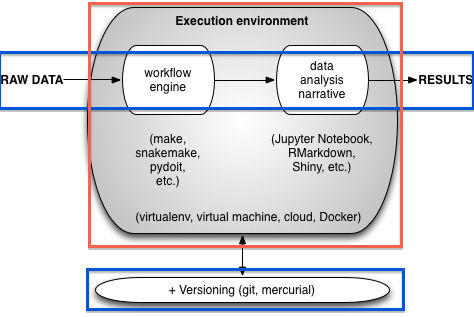 Execution environment
RAW DATA
workflow
engine
data
analysis
narrative
RESULTS
(make,
snakemake,
pydoit,
etc.)
(Jupyter Notebook,
RMarkdown,
Shiny, etc.)
(virtualenv, virtual machine, cloud, Docker)
+ Versioning (git, mercurial)